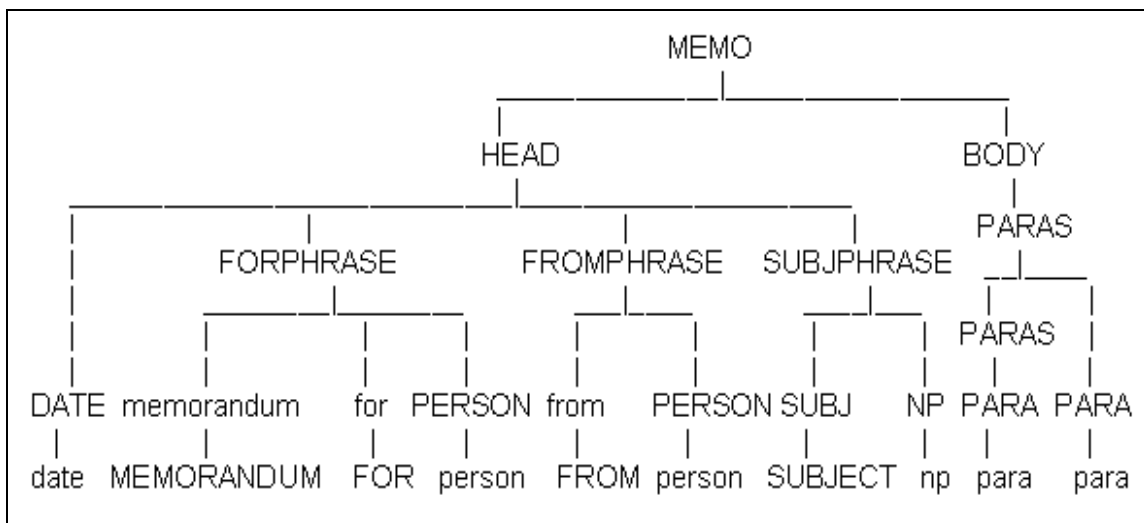 MEMO
HEAD BODY
PARAS
FORPHRASE FROMPHRASE SUBJPHRASE
PARAS
DATE memorandum for PERSON from PERSON SUBJ NP PARA PARA
date MEMORANDUM FOR person FROM person SUBJECT np para para